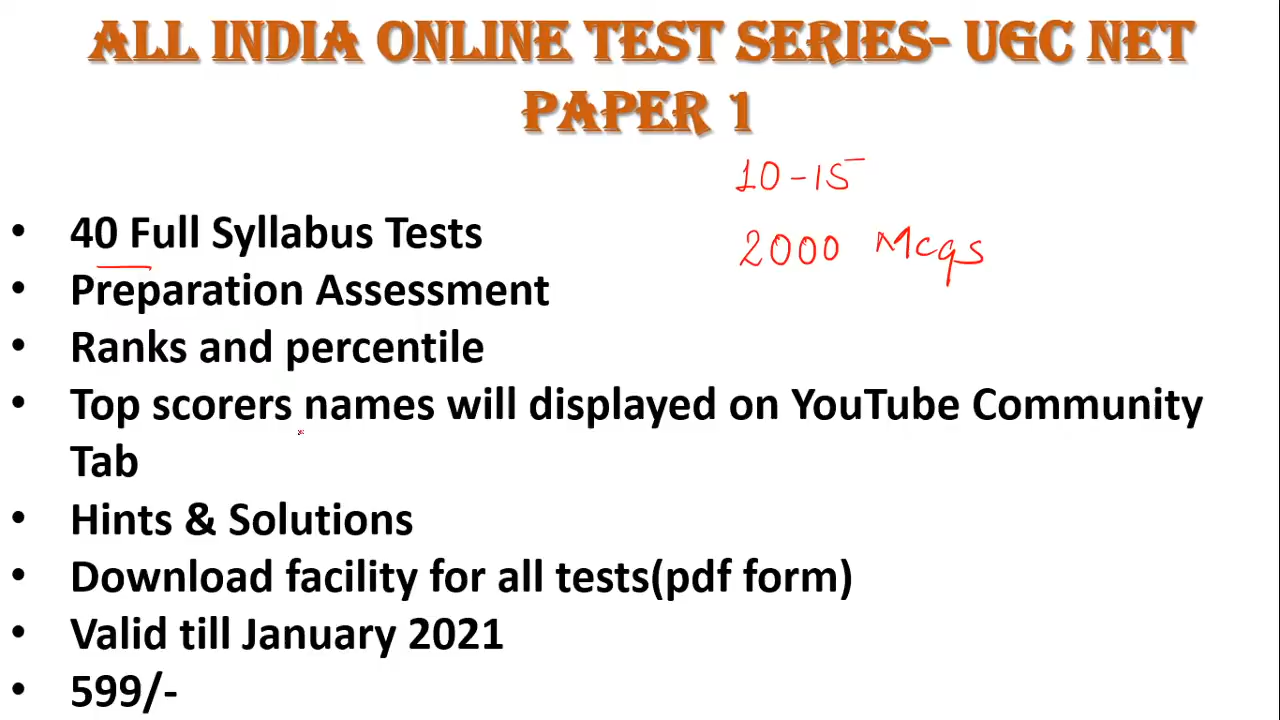 ALL INDIA ONLINE TEST SERIES- UGC NET
PAPER 1
10-15
• 40 Full Syllabus Tests
2000 Mcqs
• Preparation Assessment
• Ranks and percentile
• Top scorers names will displayed on YouTube Community
Tab
• Hints & Solutions
• Download facility for all tests(pdf form)
• Valid till January 2021
• 599/-